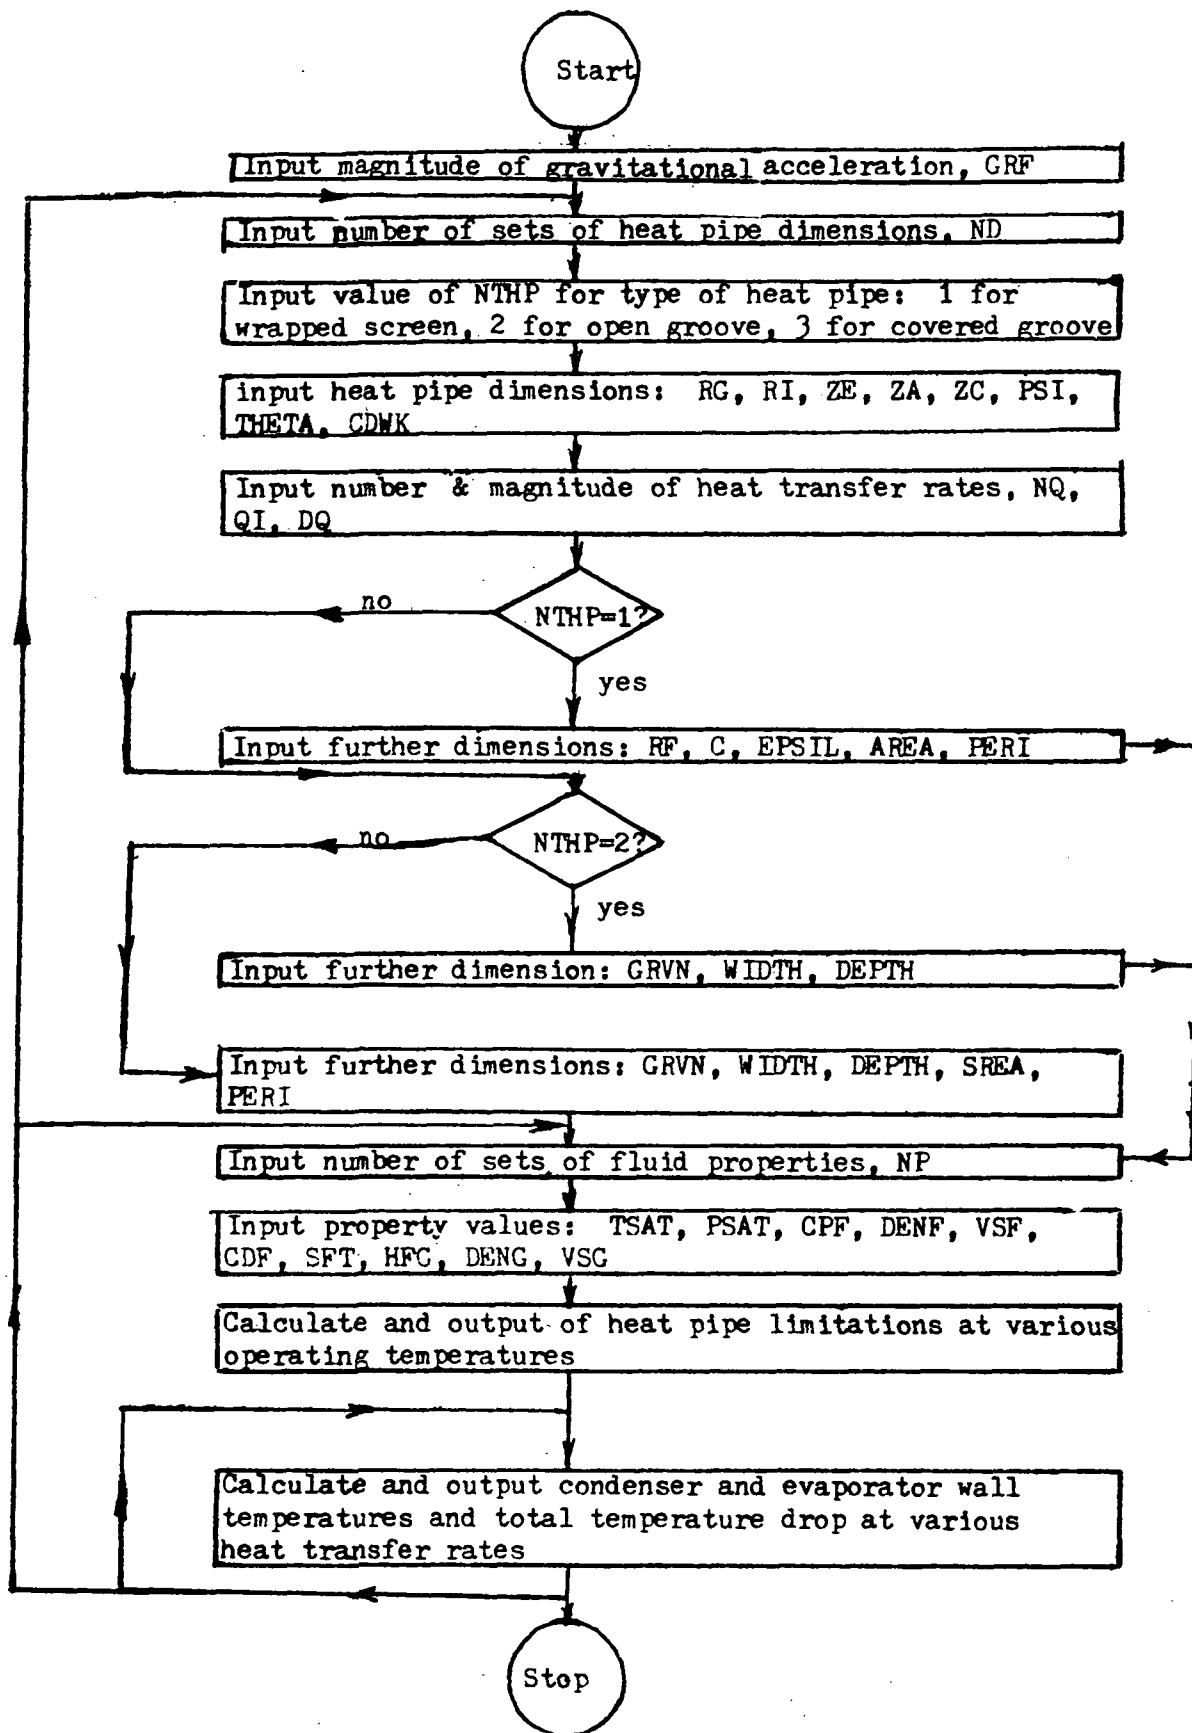 Start
Input magnitude of gravitational acceleration, GRF
Input number of sets of heat pipe dimensions, ND
Input value of NTHP for type of heat pipe: 1 for
wrapped screen, 2 for open groove, 3 for covered groove
input heat pipe dimensions: RG, RI, ZE, ZA, ZC, PSI,
THETA, CDWK
Input number & magnitude of heat transfer rates, NQ,
QI, DQ
no
NTHP=1?
yes
Input further dimensions: RF, C, EPSIL, AREA, PERI
no
NTHP=2?
yes
Input further dimension: GRVN, WIDTH, DEPTH
Input further dimensions: GRVN, WIDTH, DEPTH, SREA,
PERI
Input number of sets of fluid properties, NP
Input property values: TSAT, PSAT, CPF, DENF, VSF,
CDF, SFT, HFG, DENG, VSG
Calculate and output of heat pipe limitations at various
operating temperatures
Calculate and output condenser and evaporator wall
temperatures and total temperature drop at various
heat transfer rates
Stop